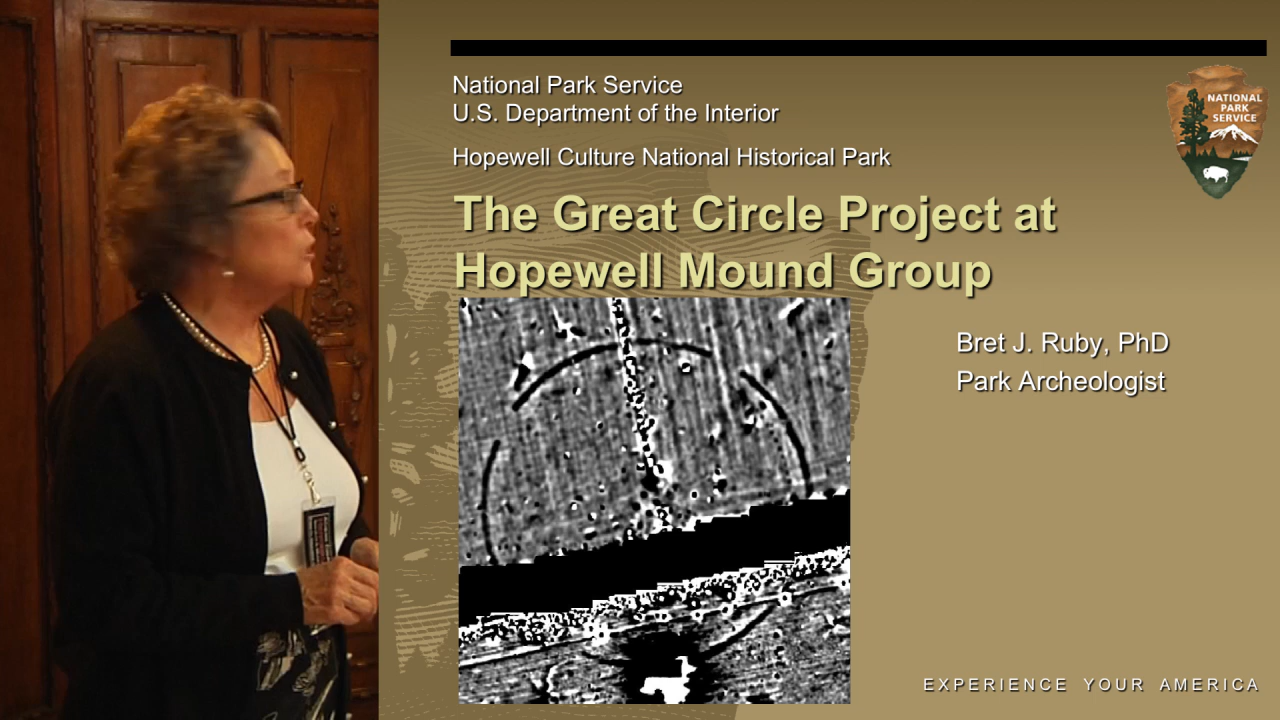 National Park Service
U.S. Department of the Interior
Hopewell Culture National Historical Park
The Great Circle Project at
Hopewell Mound Group
Bret J. Ruby, PhD
Park Archeologist
EXPERIENCE YOUR AMERICA
NATIONAL
PARK
SERVICE